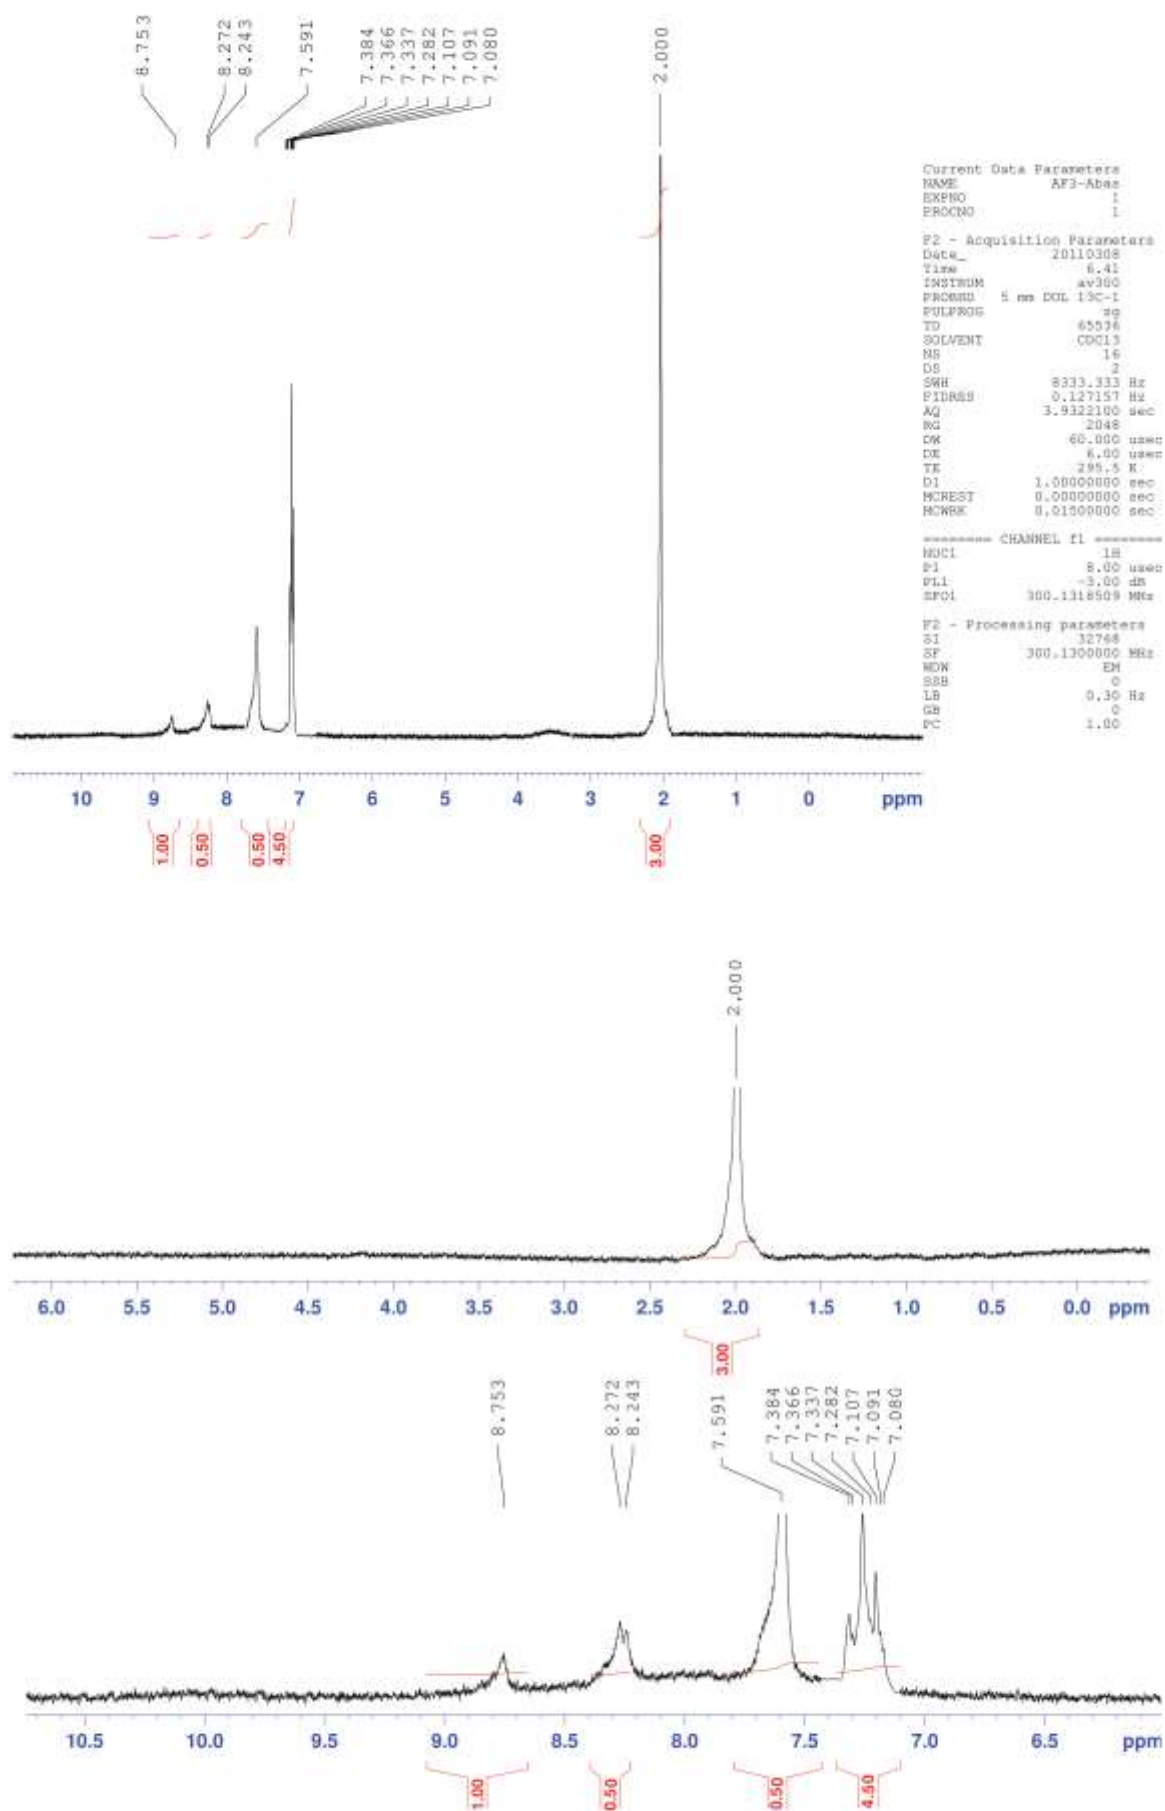 8.753
8.272
8.243
7.591
7.384
7.366
7.337
7.282
7.107
7.091
7.080
2.000
Current Data Parameters
NAME AF3-Abas
EXPNO 1
PROCNO 1
F2 - Acquisition Parameters
Date_ 20110308
Time 6.41
INSTRUM av300
PROBHD 5 mm DUL 13C-1
PULPROG zg
TD 65536
SOLVENT CDCl3
NS 16
DS 2
SWH 8333.333 Hz
FIDRES 0.127157 Hz
AQ 3.9322100 sec
RG 2048
DW 60.000 usec
DE 6.00 usec
TE 295.5 K
D1 1.00000000 sec
MCREST 0.00000000 sec
MCWRK 0.01500000 sec
======== CHANNEL f1 ========
NUC1 1H
P1 8.00 usec
PL1 -3.00 dB
SFO1 300.1318509 MHz
F2 - Processing parameters
SI 32768
SF 300.1300000 MHz
WDW EM
SSB 0
LB 0.30 Hz
GB 0
PC 1.00
10 9 8 7 6 5 4 3 2 1 0 ppm
1.00 0.50 0.50 4.50 3.00
2.000
6.0 5.5 5.0 4.5 4.0 3.5 3.0 2.5 2.0 1.5 1.0 0.5 0.0 ppm
3.00
8.753
8.272
8.243
7.591
7.384
7.366
7.337
7.282
7.107
7.091
7.080
10.5 10.0 9.5 9.0 8.5 8.0 7.5 7.0 6.5 ppm
1.00 0.50 0.50 4.50